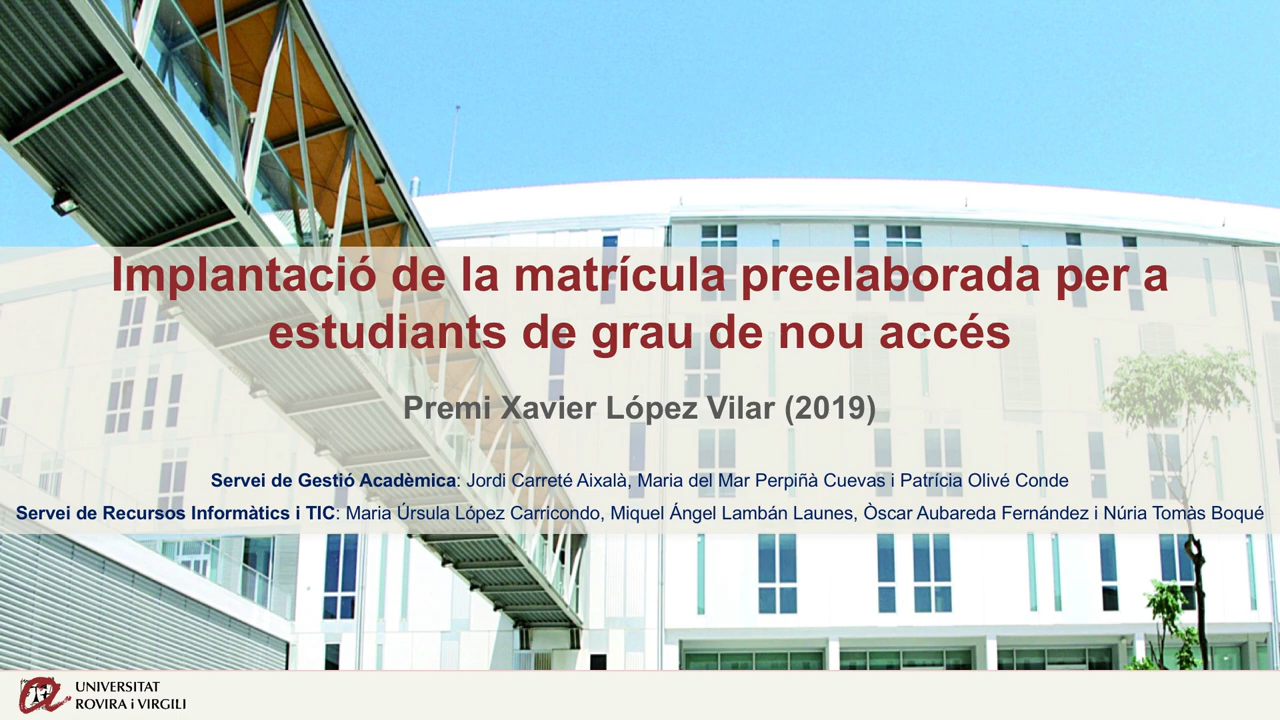 Implantació de la matrícula preelaborada per a
estudiants de grau de nou accés
Premi Xavier López Vilar (2019)
Servei de Gestió Acadèmica: Jordi Carreté Aixalà, Maria del Mar Perpiñà Cuevas i Patrícia Olivé Conde
Servei de Recursos Informàtics i TIC: Maria Úrsula López Carricondo, Miquel Ángel Lambán Launes, Òscar Aubareda Fernández i Núria Tomàs Boqué
UNIVERSITAT
ROVIRA i VIRGILI